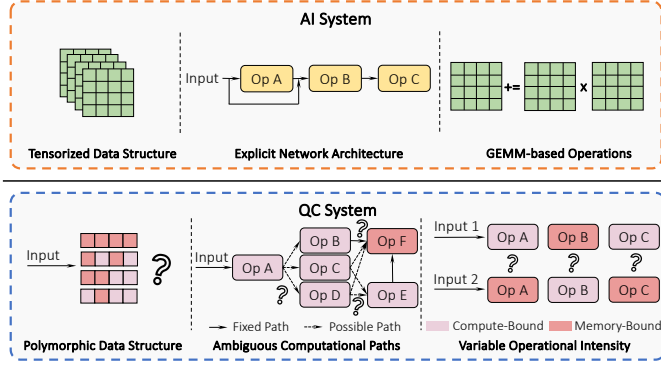 AI System
Input
Op A
Op B
Op C
+=
x
Tensorized Data Structure
Explicit Network Architecture
GEMM-based Operations
QC System
Input
?
Input
Op A
Op B
Op C
Op D
Op F
Op E
?
?
?
Fixed Path
Possible Path
Input 1
Op A
Op B
Op C
?
?
?
Input 2
Op A
Op B
Op C
Compute-Bound
Memory-Bound
Polymorphic Data Structure
Ambiguous Computational Paths
Variable Operational Intensity